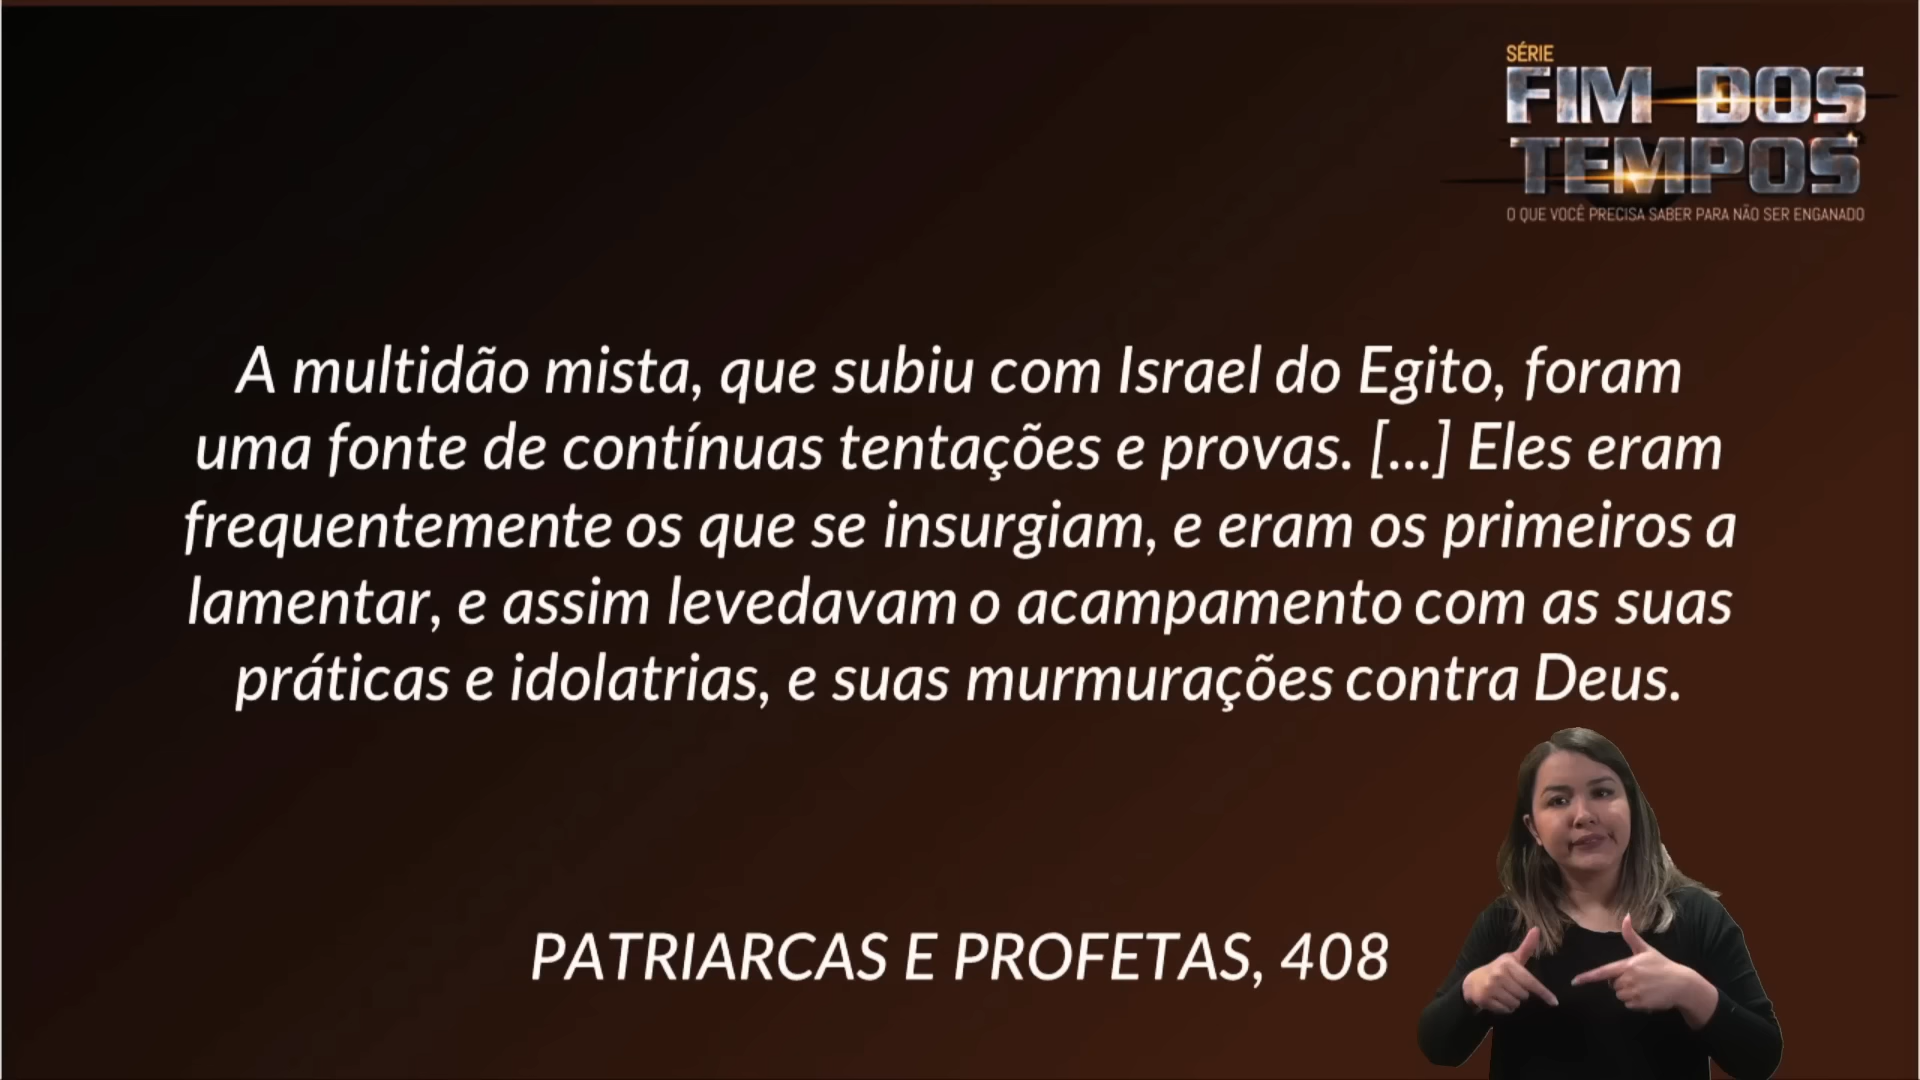 SÉRIE
FIM DOS
TEMPOS
O QUE VOCÊ PRECISA SABER PARA NÃO SER ENGANADO
A multidão mista, que subiu com Israel do Egito, foram
uma fonte de contínuas tentações e provas. [...] Eles eram
frequentemente os que se insurgiam, e eram os primeiros a
lamentar, e assim levedavam o acampamento com as suas
práticas e idolatrias, e suas murmurações contra Deus.
PATRIARCAS E PROFETAS, 408